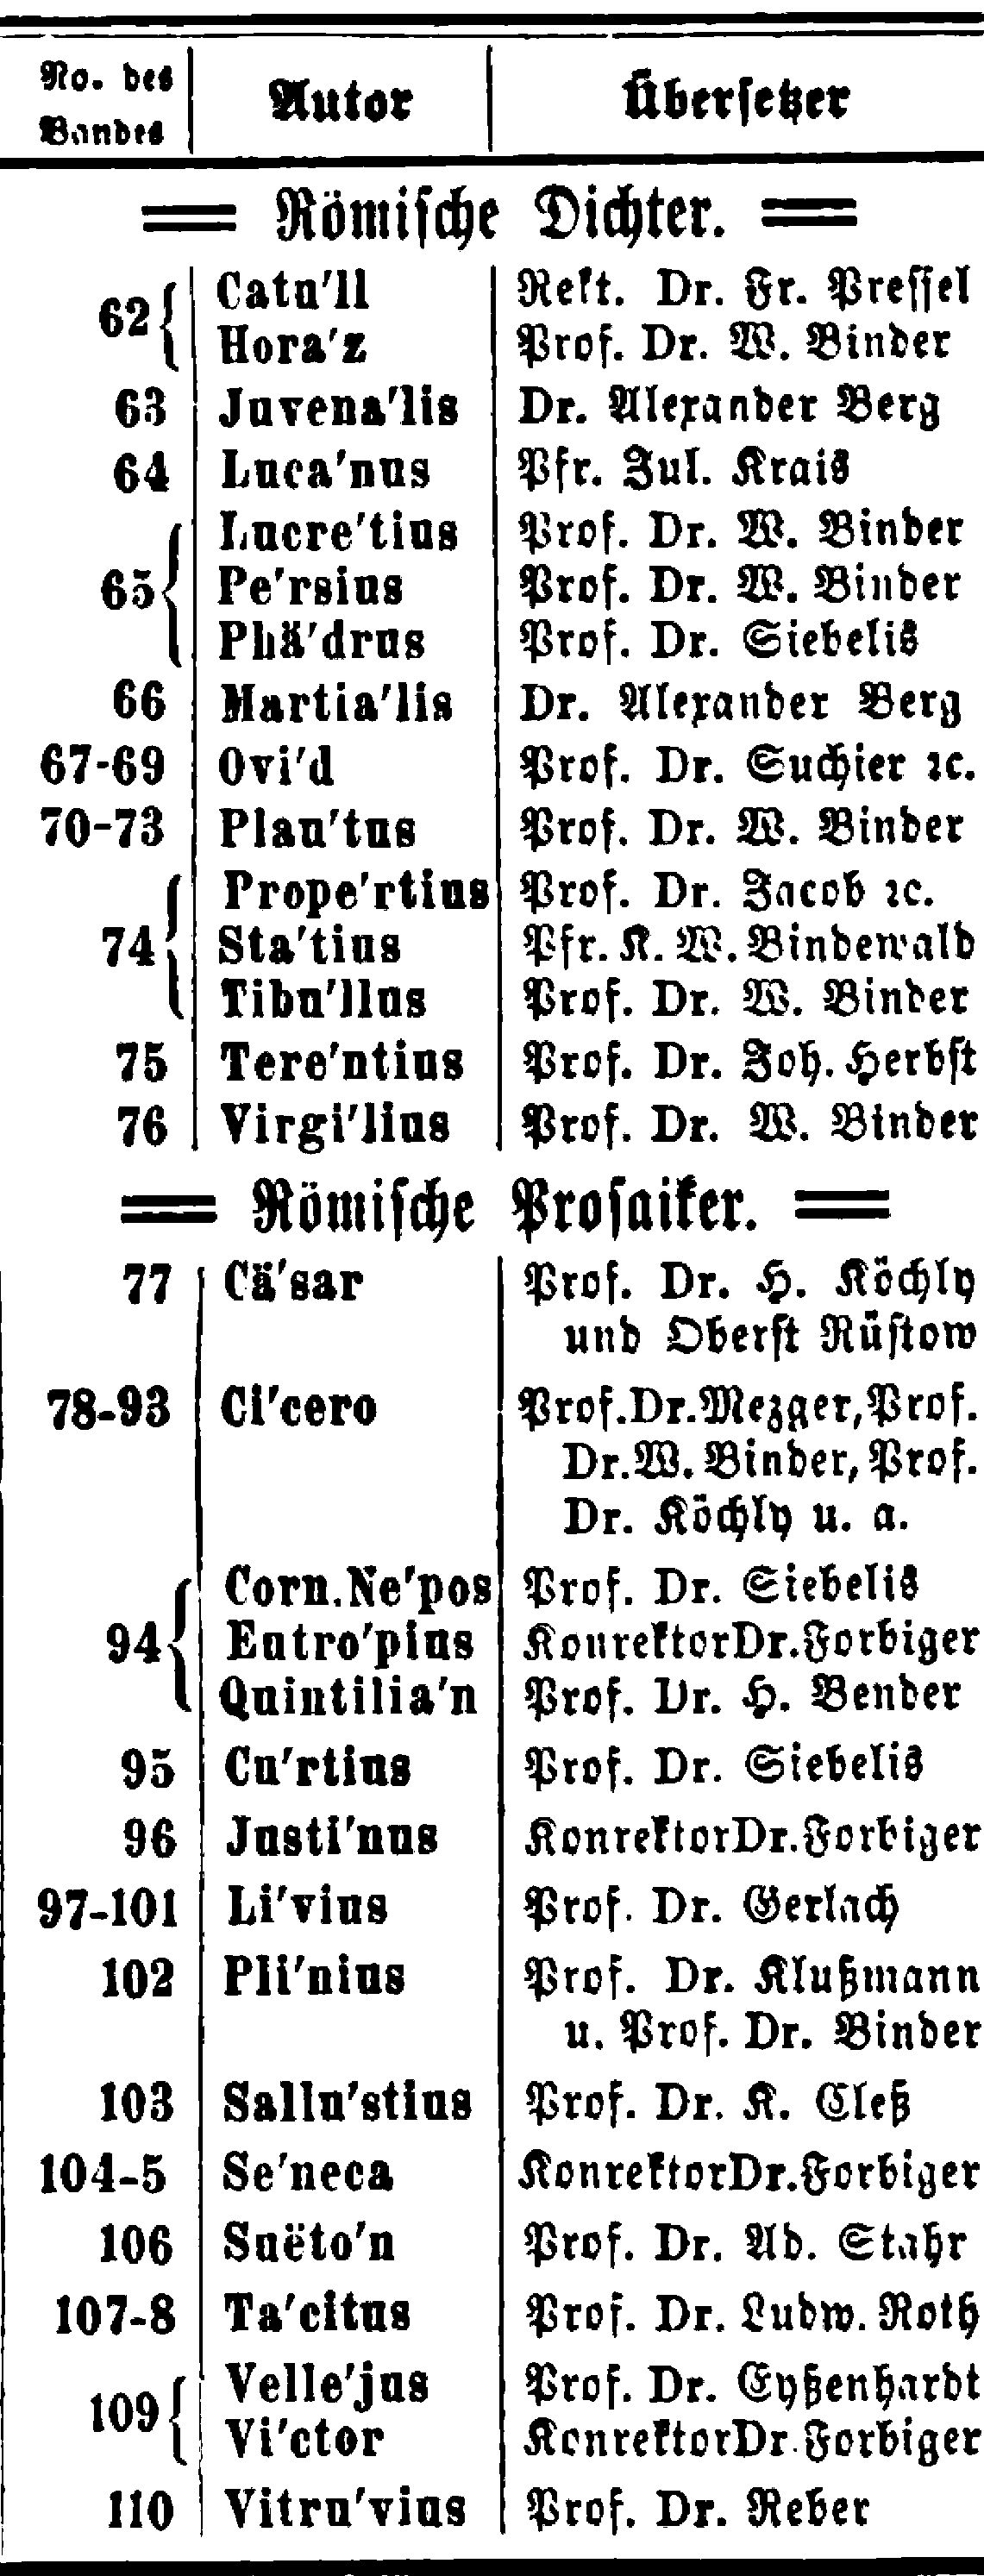 No. des Bandes | Autor | Übersetzer
Römische Dichter.
62 { Catu'll | Rekt. Dr. Fr. Pressel
Hora'z | Prof. Dr. W. Binder
63 | Juvena'lis | Dr. Alexander Berg
64 | Luca'nus | Pfr. Jul. Krais
65 { Lucre'tius | Prof. Dr. W. Binder
Pe'rsius | Prof. Dr. W. Binder
Phä'drus | Prof. Dr. Siebelis
66 | Martia'lis | Dr. Alexander Berg
67-69 | Ovi'd | Prof. Dr. Suchier ꝛc.
70-73 | Plau'tus | Prof. Dr. W. Binder
74 { Prope'rtius | Prof. Dr. Jacob ꝛc.
Sta'tius | Pfr. K. W. Bindewald
Tibu'llus | Prof. Dr. W. Binder
75 | Tere'ntius | Prof. Dr. Joh. Herbst
76 | Virgi'lius | Prof. Dr. W. Binder
Römische Prosaiker.
77 | Cä'sar | Prof. Dr. H. Köchly
und Oberst Rüstow
78-93 | Ci'cero | Prof. Dr. Mezger, Prof.
Dr. W. Binder, Prof.
Dr. Köchly u. a.
94 { Corn. Ne'pos | Prof. Dr. Siebelis
Eutro'pius | Konrektor Dr. Forbiger
Quintilia'n | Prof. Dr. H. Bender
95 | Cu'rtius | Prof. Dr. Siebelis
96 | Justi'nus | Konrektor Dr. Forbiger
97-101 | Li'vius | Prof. Dr. Gerlach
102 | Pli'nius | Prof. Dr. Klußmann
u. Prof. Dr. Binder
103 | Sallu'stius | Prof. Dr. K. Cleß
104-5 | Se'neca | Konrektor Dr. Forbiger
106 | Suëto'n | Prof. Dr. Ad. Stahr
107-8 | Ta'citus | Prof. Dr. Ludw. Roth
109 { Velle'jus | Prof. Dr. Eyßenhardt
Vi'ctor | Konrektor Dr. Forbiger
110 | Vitru'vius | Prof. Dr. Reber